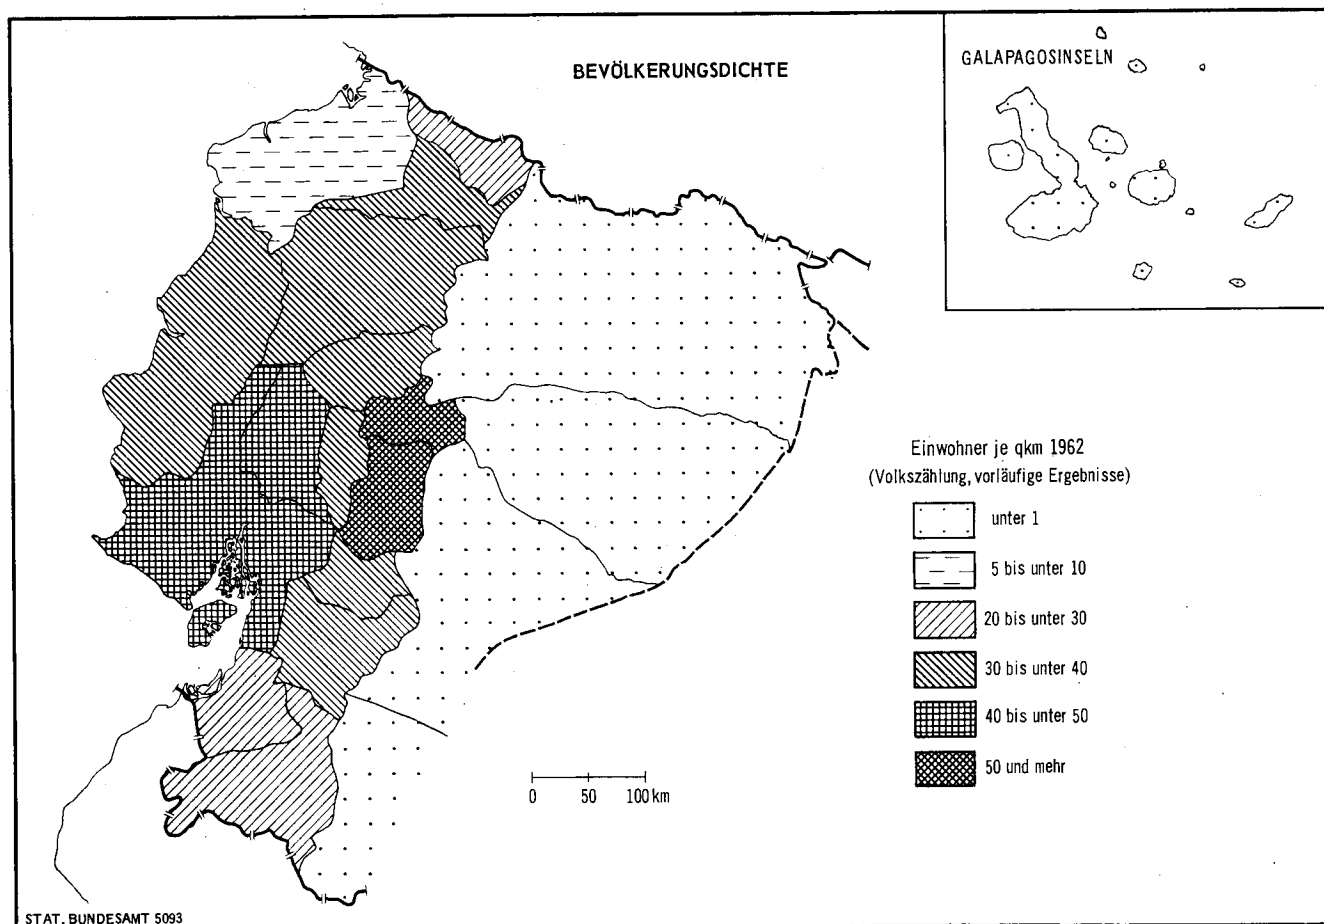 BEVÖLKERUNGSDICHTE
GALAPAGOSINSELN
Einwohner je qkm 1962
(Volkszählung, vorläufige Ergebnisse)
unter 1
5 bis unter 10
20 bis unter 30
30 bis unter 40
40 bis unter 50
50 und mehr
0 50 100 km
STAT. BUNDESAMT 5093